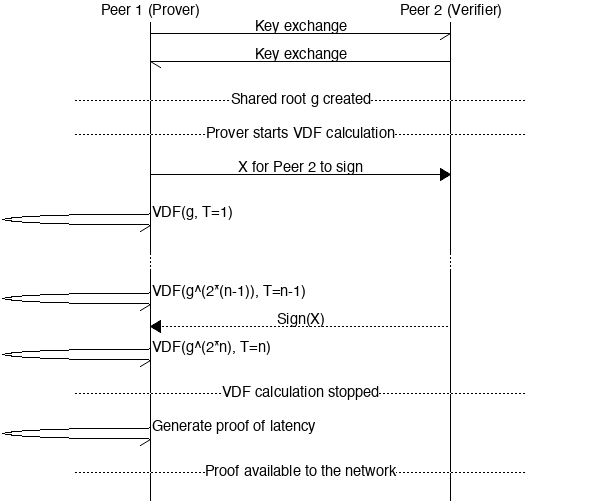 Peer 1 (Prover) Peer 2 (Verifier)
Key exchange
Key exchange
Shared root g created
Prover starts VDF calculation
X for Peer 2 to sign
VDF(g, T=1)
VDF(g^(2*(n-1)), T=n-1)
Sign(X)
VDF(g^(2*n), T=n)
VDF calculation stopped
Generate proof of latency
Proof available to the network